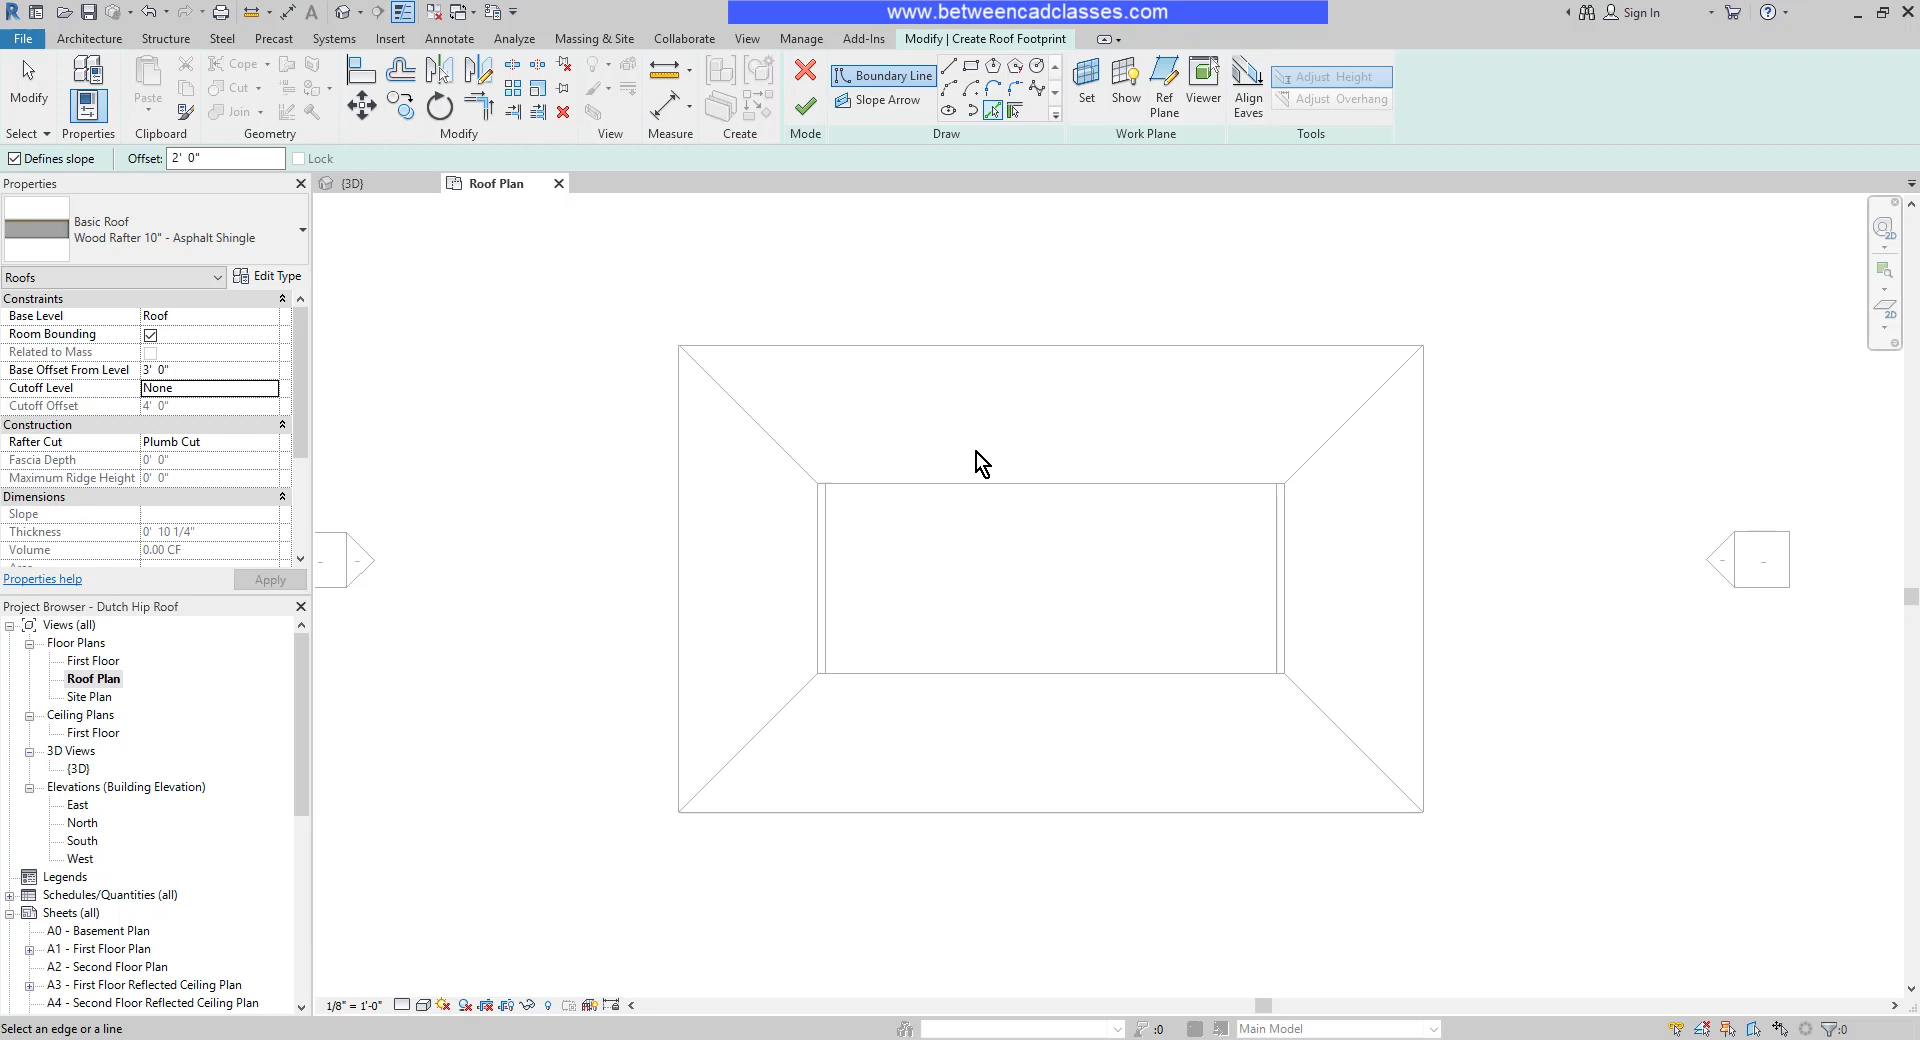 www.betweencadclasses.com
Sign In
File Architecture Structure Steel Precast Systems Insert Annotate Analyze Massing & Site Collaborate View Manage Add-Ins Modify | Create Roof Footprint
Modify
Paste
Cope
Cut
Join
Boundary Line
Slope Arrow
Set Show Ref Plane Viewer Align Eaves
Adjust Height
Adjust Overhang
Select Properties Clipboard Geometry Modify View Measure Create Mode Draw Work Plane Tools
Defines slope Offset: 2' 0" Lock
Properties
{3D}
Roof Plan
Basic Roof
Wood Rafter 10" - Asphalt Shingle
Roofs Edit Type
Constraints
Base Level Roof
Room Bounding
Related to Mass
Base Offset From Level 3' 0"
Cutoff Level None
Cutoff Offset 4' 0"
Construction
Rafter Cut Plumb Cut
Fascia Depth 0' 0"
Maximum Ridge Height 0' 0"
Dimensions
Slope
Thickness 0' 10 1/4"
Volume 0.00 CF
Properties help Apply
Project Browser - Dutch Hip Roof
Views (all)
Floor Plans
First Floor
Roof Plan
Site Plan
Ceiling Plans
First Floor
3D Views
{3D}
Elevations (Building Elevation)
East
North
South
West
Legends
Schedules/Quantities (all)
Sheets (all)
A0 - Basement Plan
A1 - First Floor Plan
A2 - Second Floor Plan
A3 - First Floor Reflected Ceiling Plan
A4 - Second Floor Reflected Ceiling Plan
2D
2D
1/8" = 1'-0"
Select an edge or a line
:0
Main Model
:0